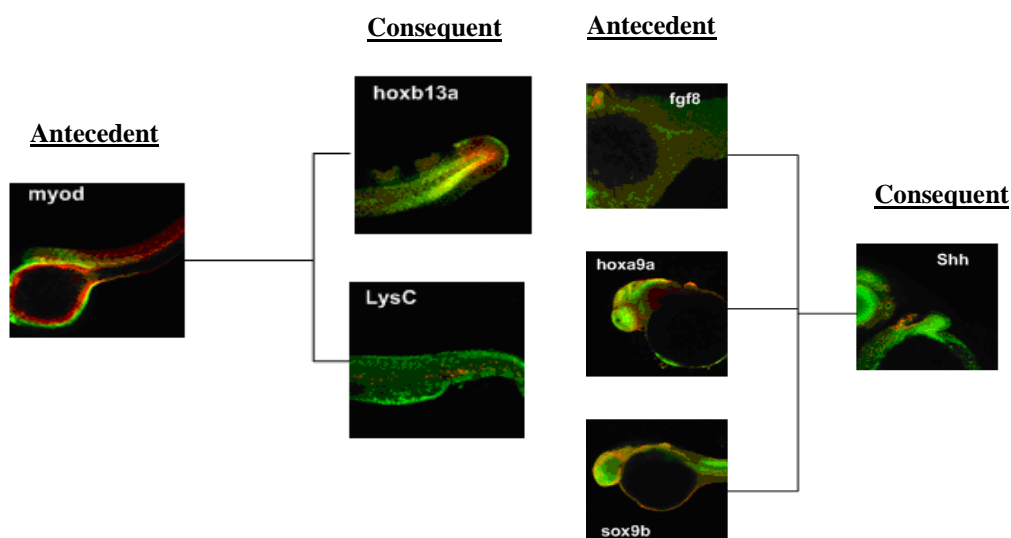 Antecedent
myod
Consequent
hoxb13a
LysC
Antecedent
fgf8
hoxa9a
sox9b
Consequent
Shh